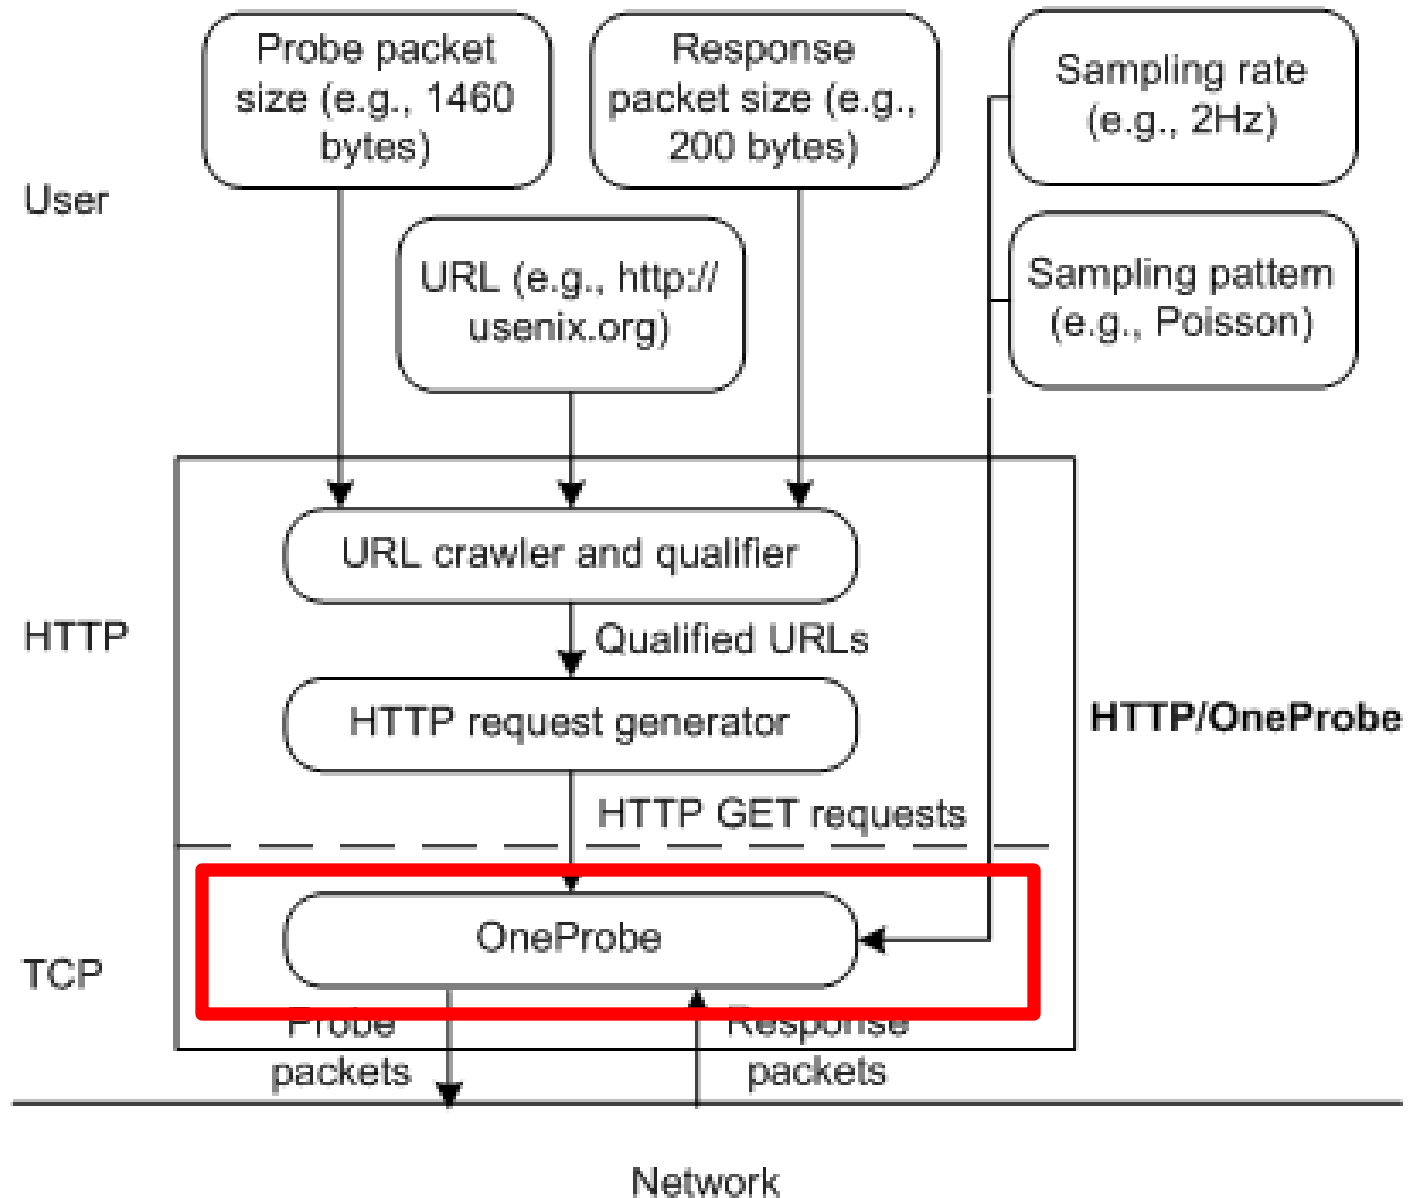 Probe packet
size (e.g., 1460
bytes)
Response
packet size (e.g.,
200 bytes)
Sampling rate
(e.g., 2Hz)
User
URL (e.g., http://
usenix.org)
Sampling pattern
(e.g., Poisson)
URL crawler and qualifier
HTTP
Qualified URLs
HTTP request generator
HTTP/OneProbe
HTTP GET requests
OneProbe
TCP
Probe
packets
Response
packets
Network